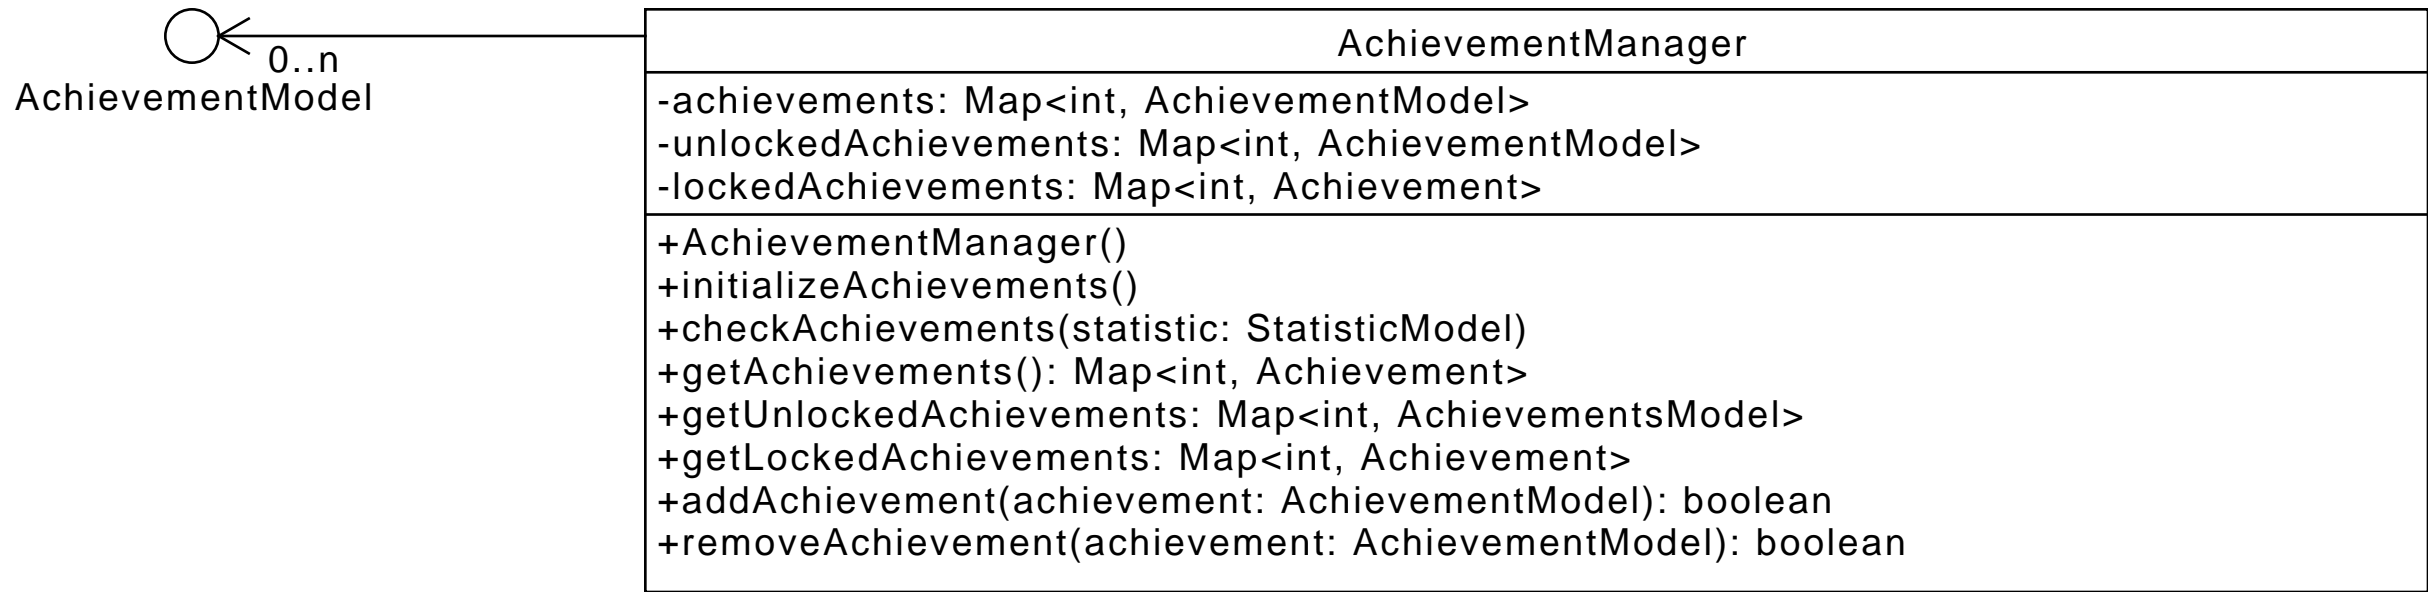 0..n
AchievementModel
AchievementManager
-achievements: Map<int, AchievementModel>
-unlockedAchievements: Map<int, AchievementModel>
-lockedAchievements: Map<int, Achievement>
+AchievementManager()
+initializeAchievements()
+checkAchievements(statistic: StatisticModel)
+getAchievements(): Map<int, Achievement>
+getUnlockedAchievements: Map<int, AchievementsModel>
+getLockedAchievements: Map<int, Achievement>
+addAchievement(achievement: AchievementModel): boolean
+removeAchievement(achievement: AchievementModel): boolean